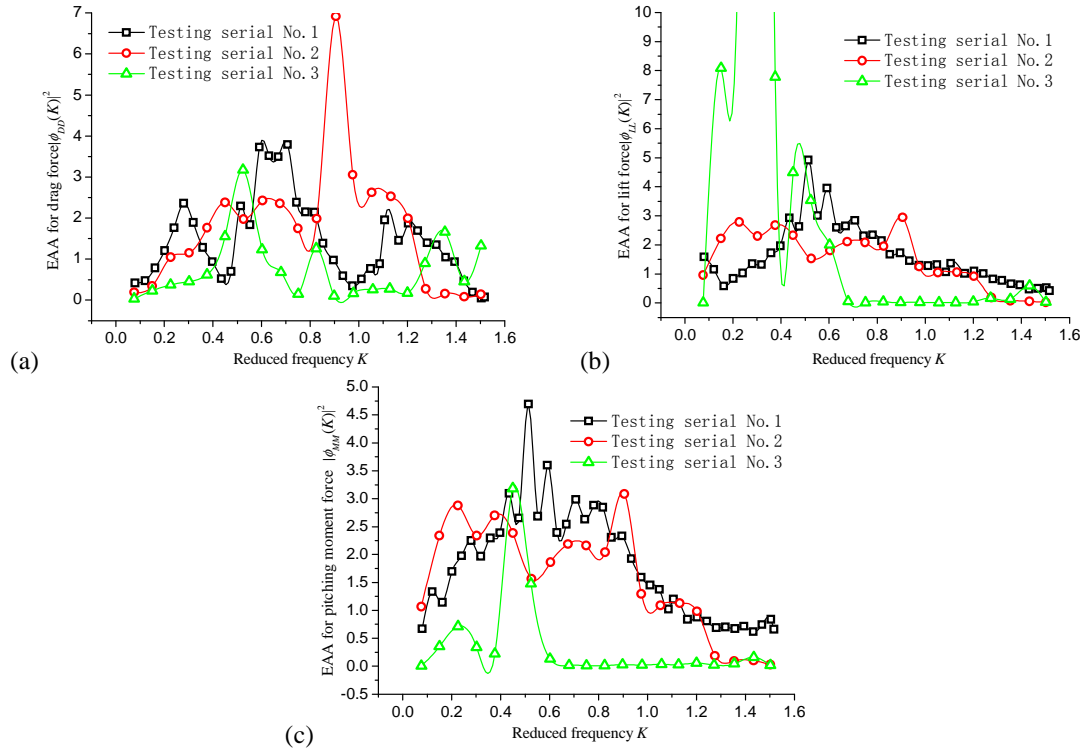 7
6
5
4
3
2
1
0
EAA for drag force|ϕDD(K)|²
Testing serial No.1
Testing serial No.2
Testing serial No.3
0.0 0.2 0.4 0.6 0.8 1.0 1.2 1.4 1.6
Reduced frequency K
(a)
10
9
8
7
6
5
4
3
2
1
0
EAA for lift force|ϕLL(K)|²
Testing serial No.1
Testing serial No.2
Testing serial No.3
0.0 0.2 0.4 0.6 0.8 1.0 1.2 1.4 1.6
Reduced frequency K
(b)
5.0
4.5
4.0
3.5
3.0
2.5
2.0
1.5
1.0
0.5
0.0
-0.5
EAA for pitching moment force |ϕMM(K)|²
Testing serial No.1
Testing serial No.2
Testing serial No.3
0.0 0.2 0.4 0.6 0.8 1.0 1.2 1.4 1.6
Reduced frequency K
(c)